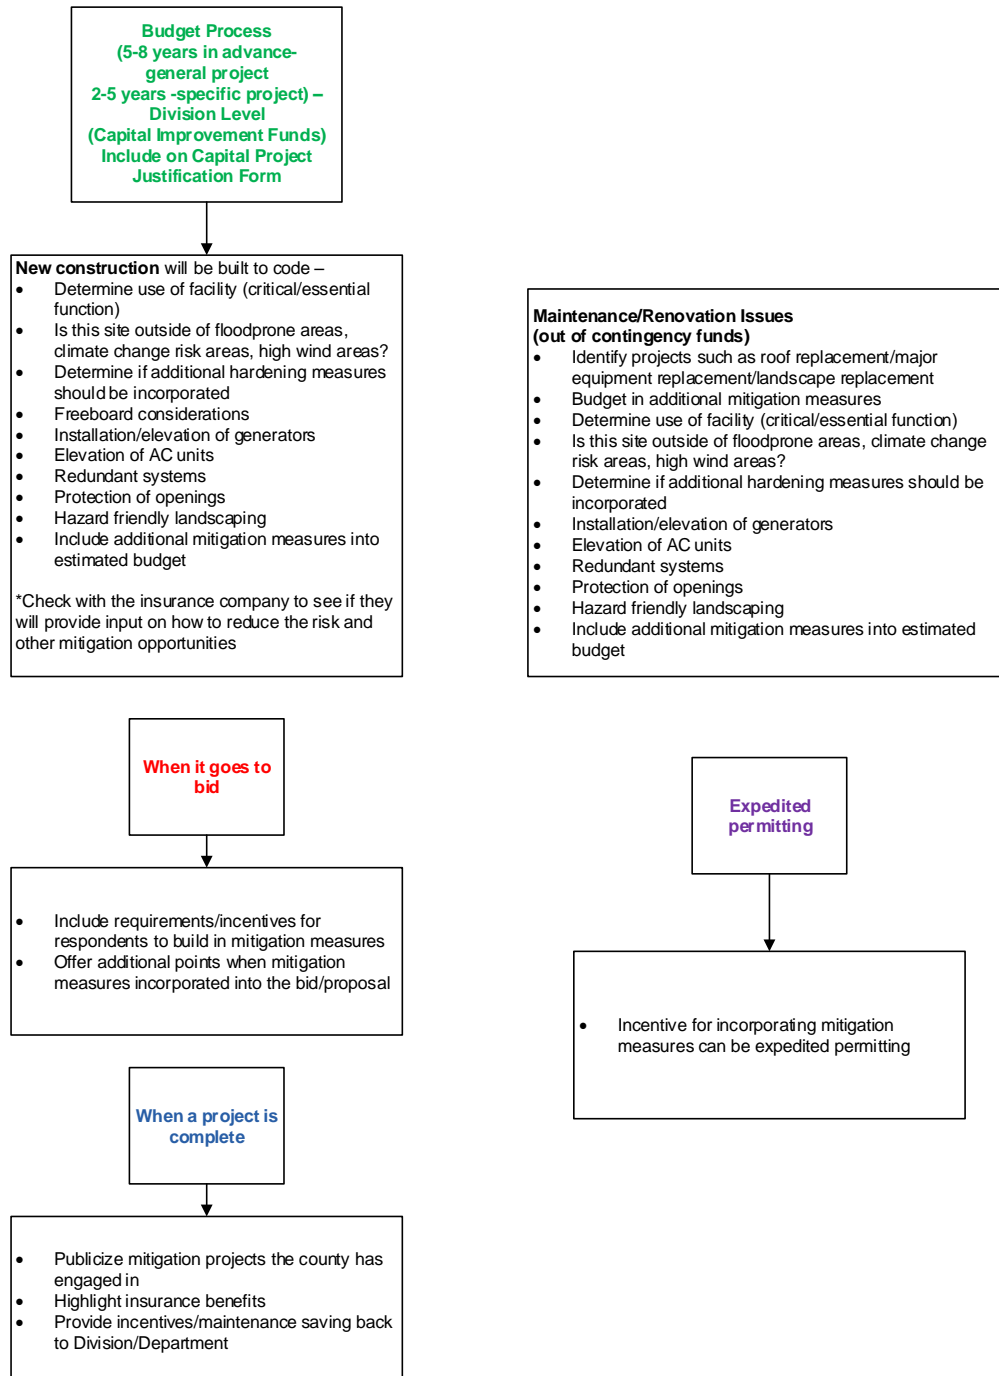 Budget Process
(5-8 years in advance-
general project
2-5 years -specific project) –
Division Level
(Capital Improvement Funds)
Include on Capital Project
Justification Form
New construction will be built to code –
• Determine use of facility (critical/essential
function)
• Is this site outside of floodprone areas,
climate change risk areas, high wind areas?
• Determine if additional hardening measures
should be incorporated
• Freeboard considerations
• Installation/elevation of generators
• Elevation of AC units
• Redundant systems
• Protection of openings
• Hazard friendly landscaping
• Include additional mitigation measures into
estimated budget
*Check with the insurance company to see if they
will provide input on how to reduce the risk and
other mitigation opportunities
Maintenance/Renovation Issues
(out of contingency funds)
• Identify projects such as roof replacement/major
equipment replacement/landscape replacement
• Budget in additional mitigation measures
• Determine use of facility (critical/essential function)
• Is this site outside of floodprone areas, climate change
risk areas, high wind areas?
• Determine if additional hardening measures should be
incorporated
• Installation/elevation of generators
• Elevation of AC units
• Redundant systems
• Protection of openings
• Hazard friendly landscaping
• Include additional mitigation measures into estimated
budget
When it goes to
bid
• Include requirements/incentives for
respondents to build in mitigation measures
• Offer additional points when mitigation
measures incorporated into the bid/proposal
Expedited
permitting
• Incentive for incorporating mitigation
measures can be expedited permitting
When a project is
complete
• Publicize mitigation projects the county has
engaged in
• Highlight insurance benefits
• Provide incentives/maintenance saving back
to Division/Department